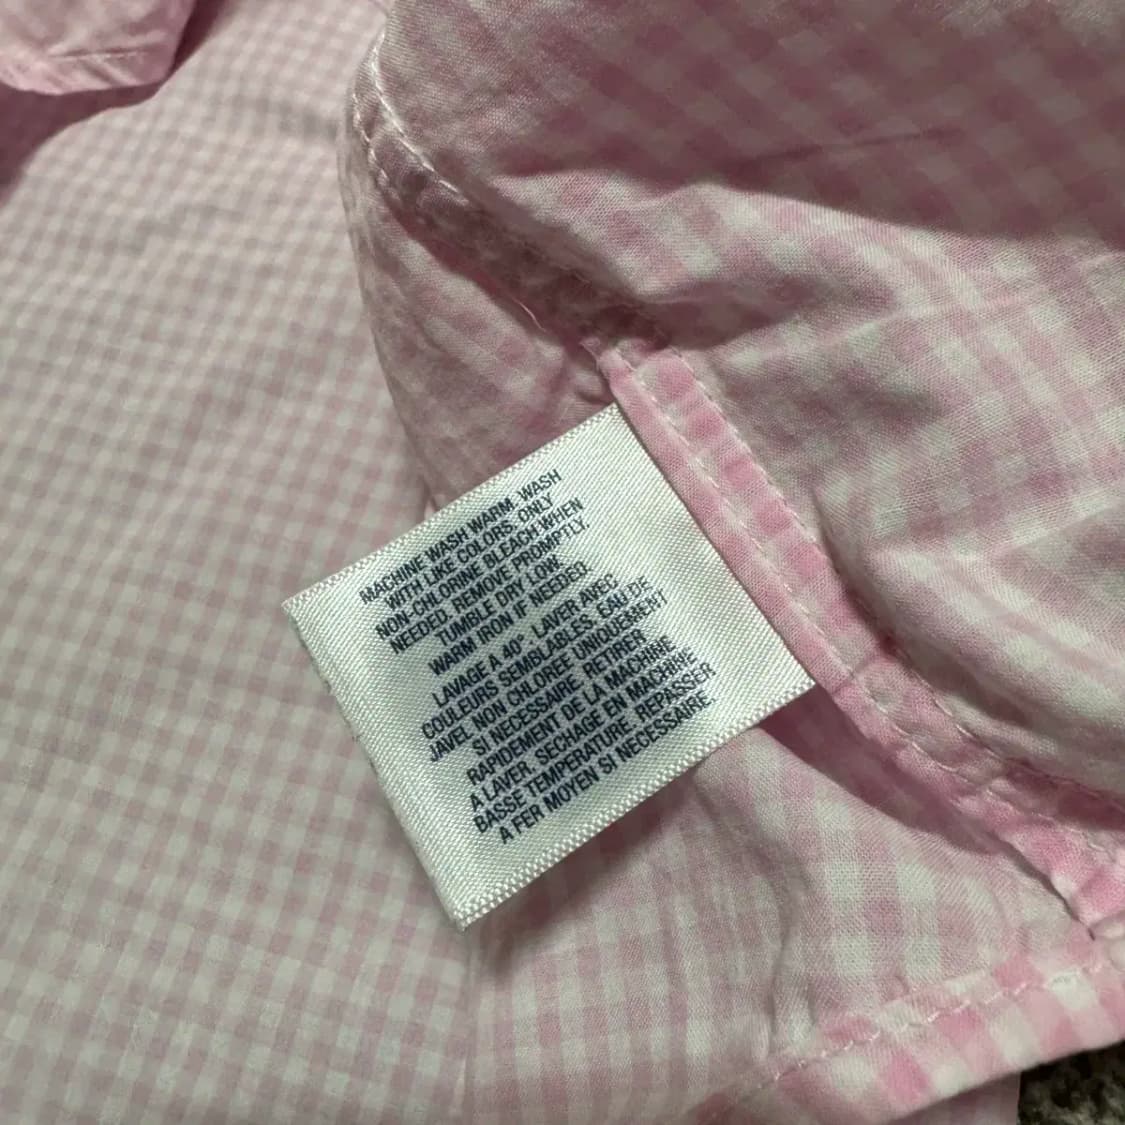 MACHINE WASH WARM. WASH
WITH LIKE COLORS. ONLY
NON-CHLORINE BLEACH WHEN
NEEDED. REMOVE PROMPTLY.
TUMBLE DRY LOW.
WARM IRON IF NEEDED.
LAVAGE A 40°. LAVER AVEC
COULEURS SEMBLABLES. EAU DE
JAVEL NON CHLOREE UNIQUEMENT
SI NECESSAIRE. RETIRER
RAPIDEMENT DE LA MACHINE
A LAVER. SECHAGE EN MACHINE
BASSE TEMPERATURE. REPASSER
A FER MOYEN SI NECESSAIRE.